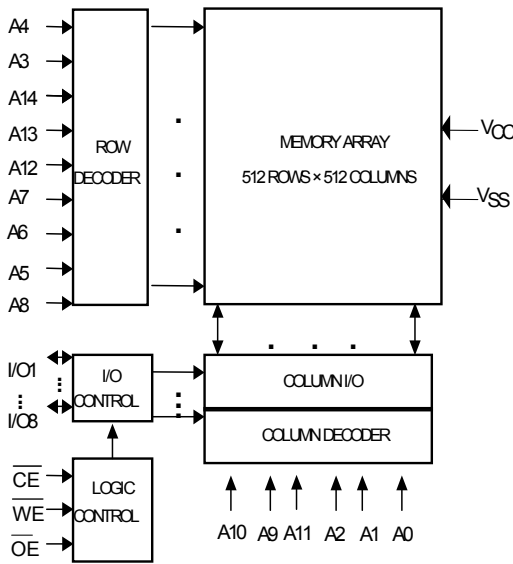 A4
A3
A14
A13
A12
A7
A6
A5
A8
ROW
DECODER
MEMORY ARRAY
512 ROWS × 512 COLUMNS
VCC
VSS
I/O1
I/O8
I/O
CONTROL
COLUMN I/O
COLUMN DECODER
CE
WE
OE
LOGIC
CONTROL
A10 A9 A11 A2 A1 A0